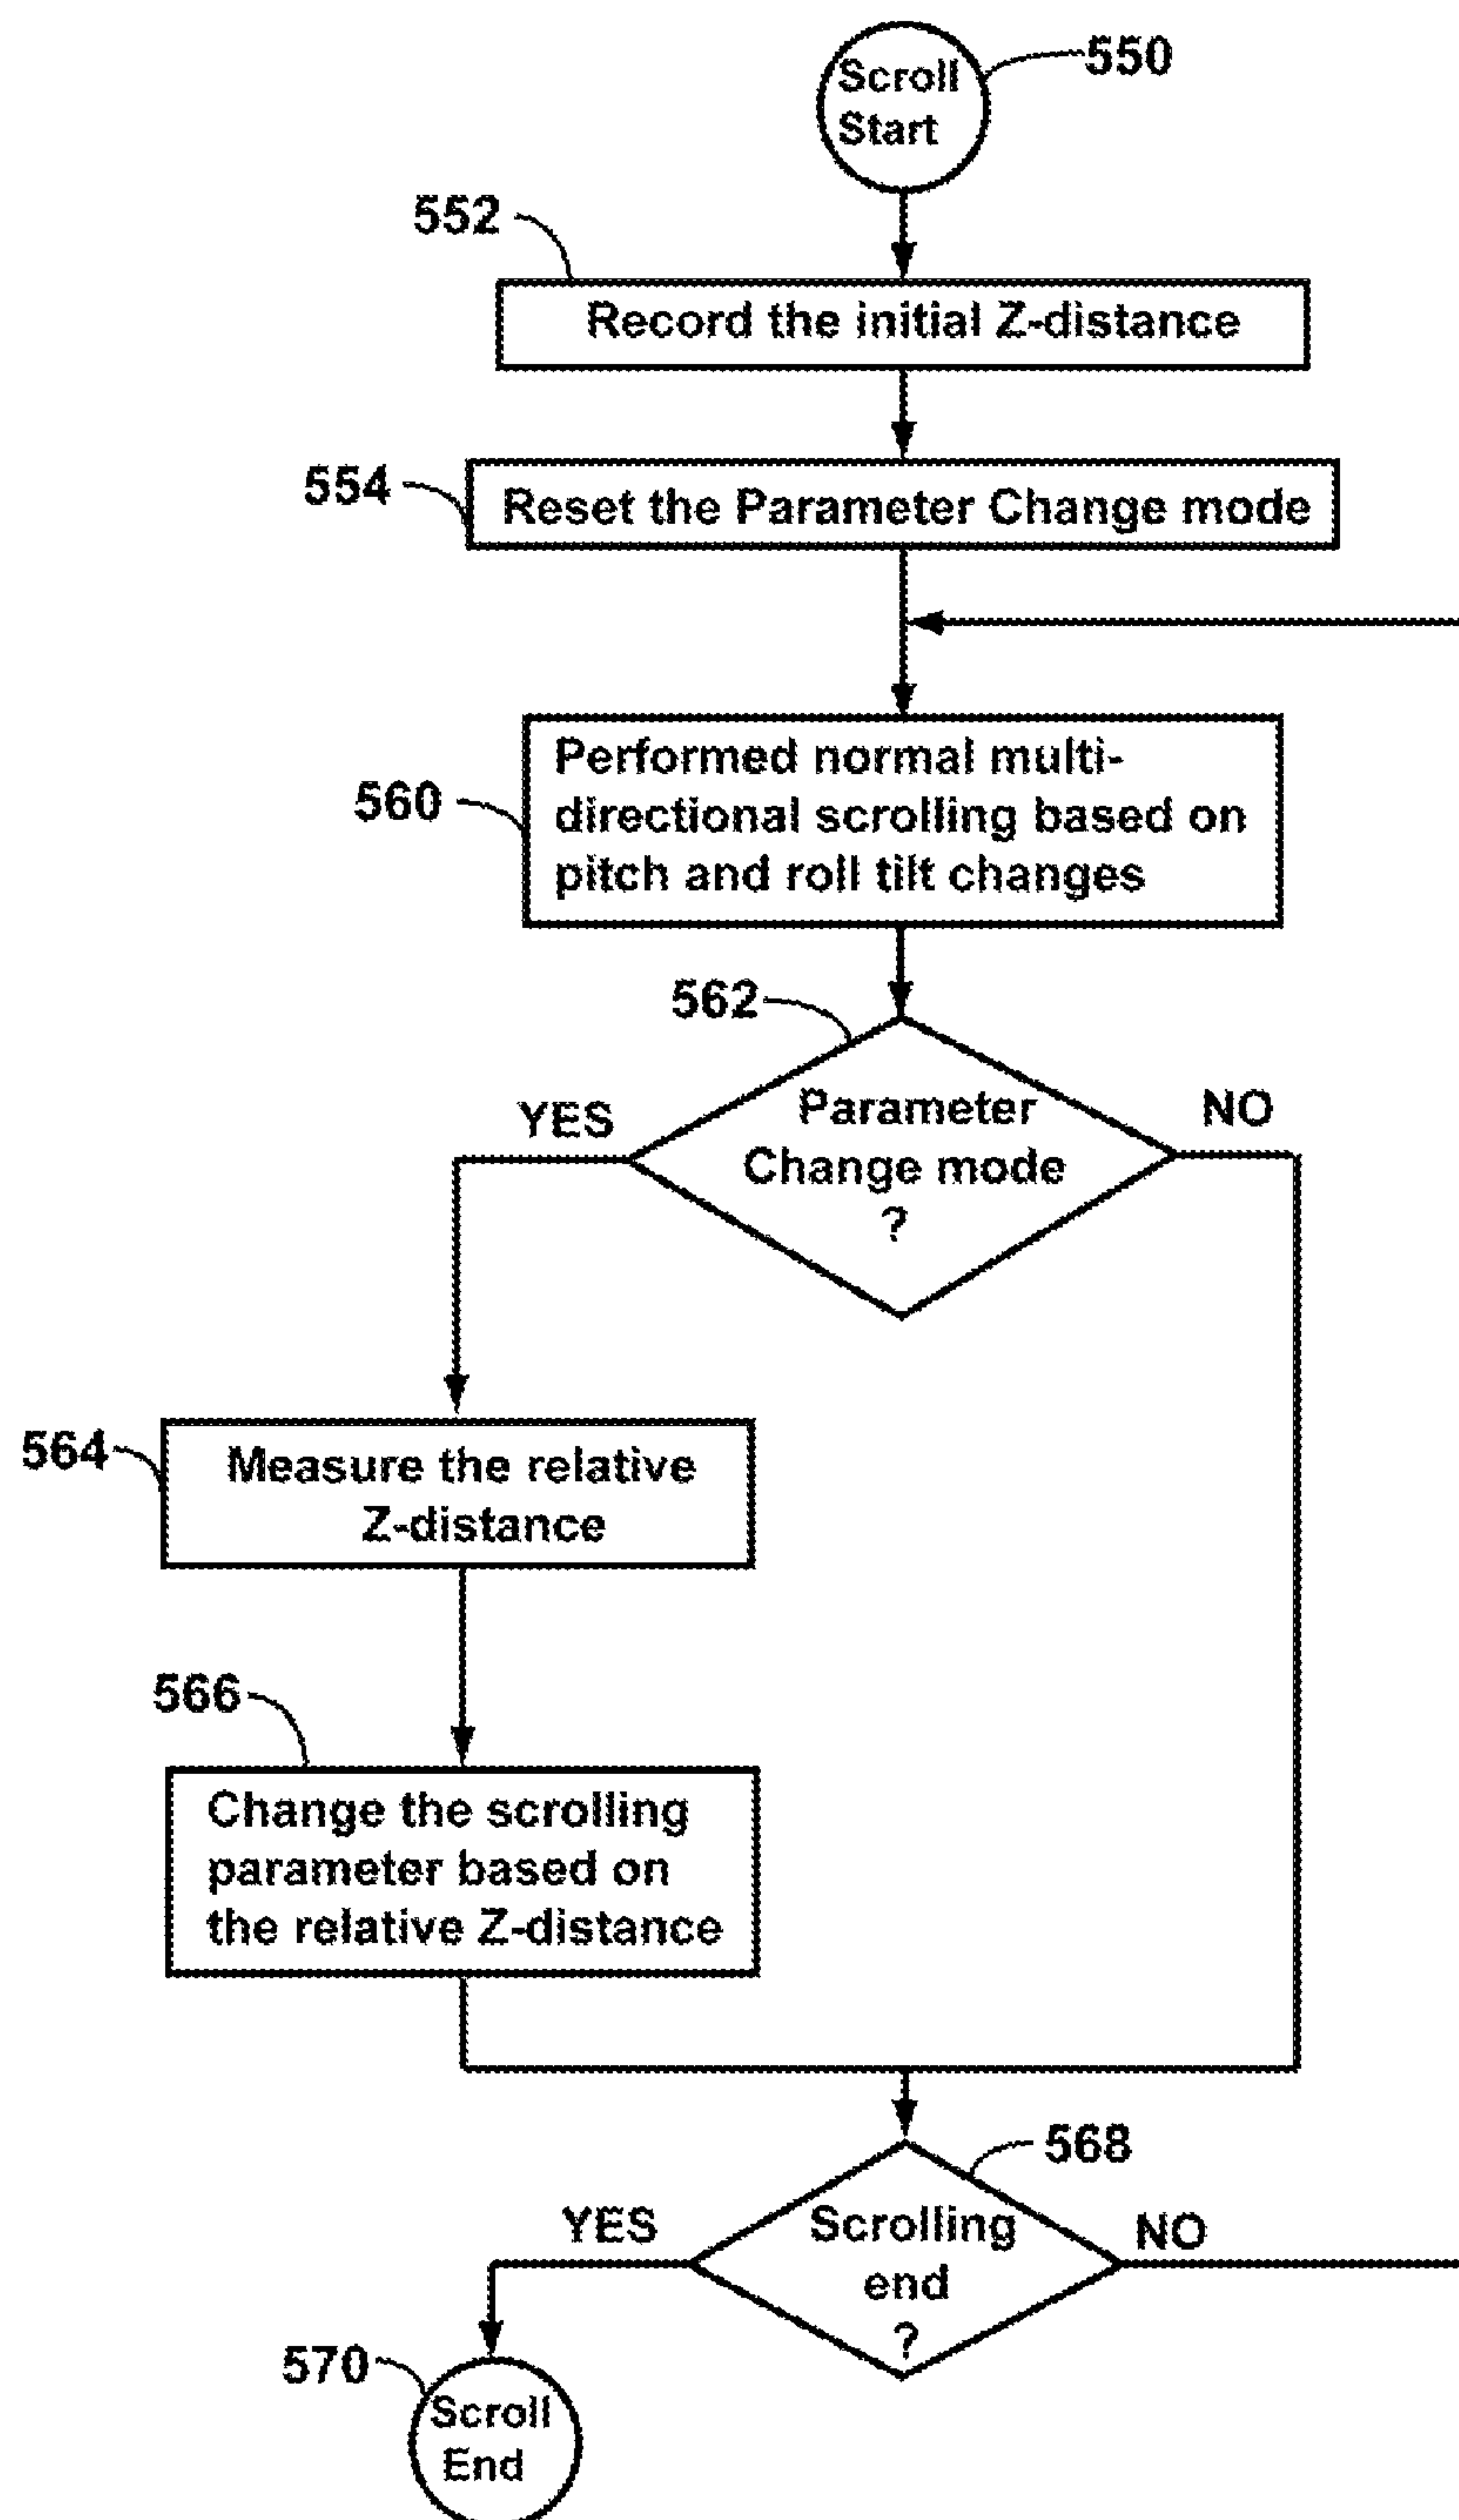 Scroll
Start
550
552
Record the initial Z-distance
554
Reset the Parameter Change mode
560
Performed normal multi-
directional scrolling based on
pitch and roll tilt changes
562
YES
Parameter
Change mode
?
NO
564
Measure the relative
Z-distance
566
Change the scrolling
parameter based on
the relative Z-distance
568
YES
Scrolling
end
?
NO
570
Scroll
End